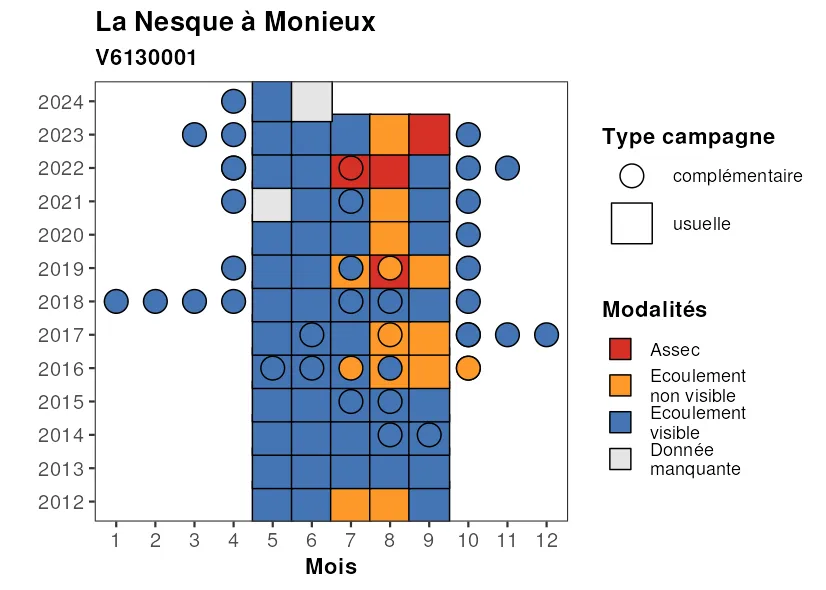 La Nesque à Monieux
V6130001
2024
2023
2022
2021
2020
2019
2018
2017
2016
2015
2014
2013
2012
1 2 3 4 5 6 7 8 9 10 11 12
Mois
Type campagne
complémentaire
usuelle
Modalités
Assec
Ecoulement
non visible
Ecoulement
visible
Donnée
manquante